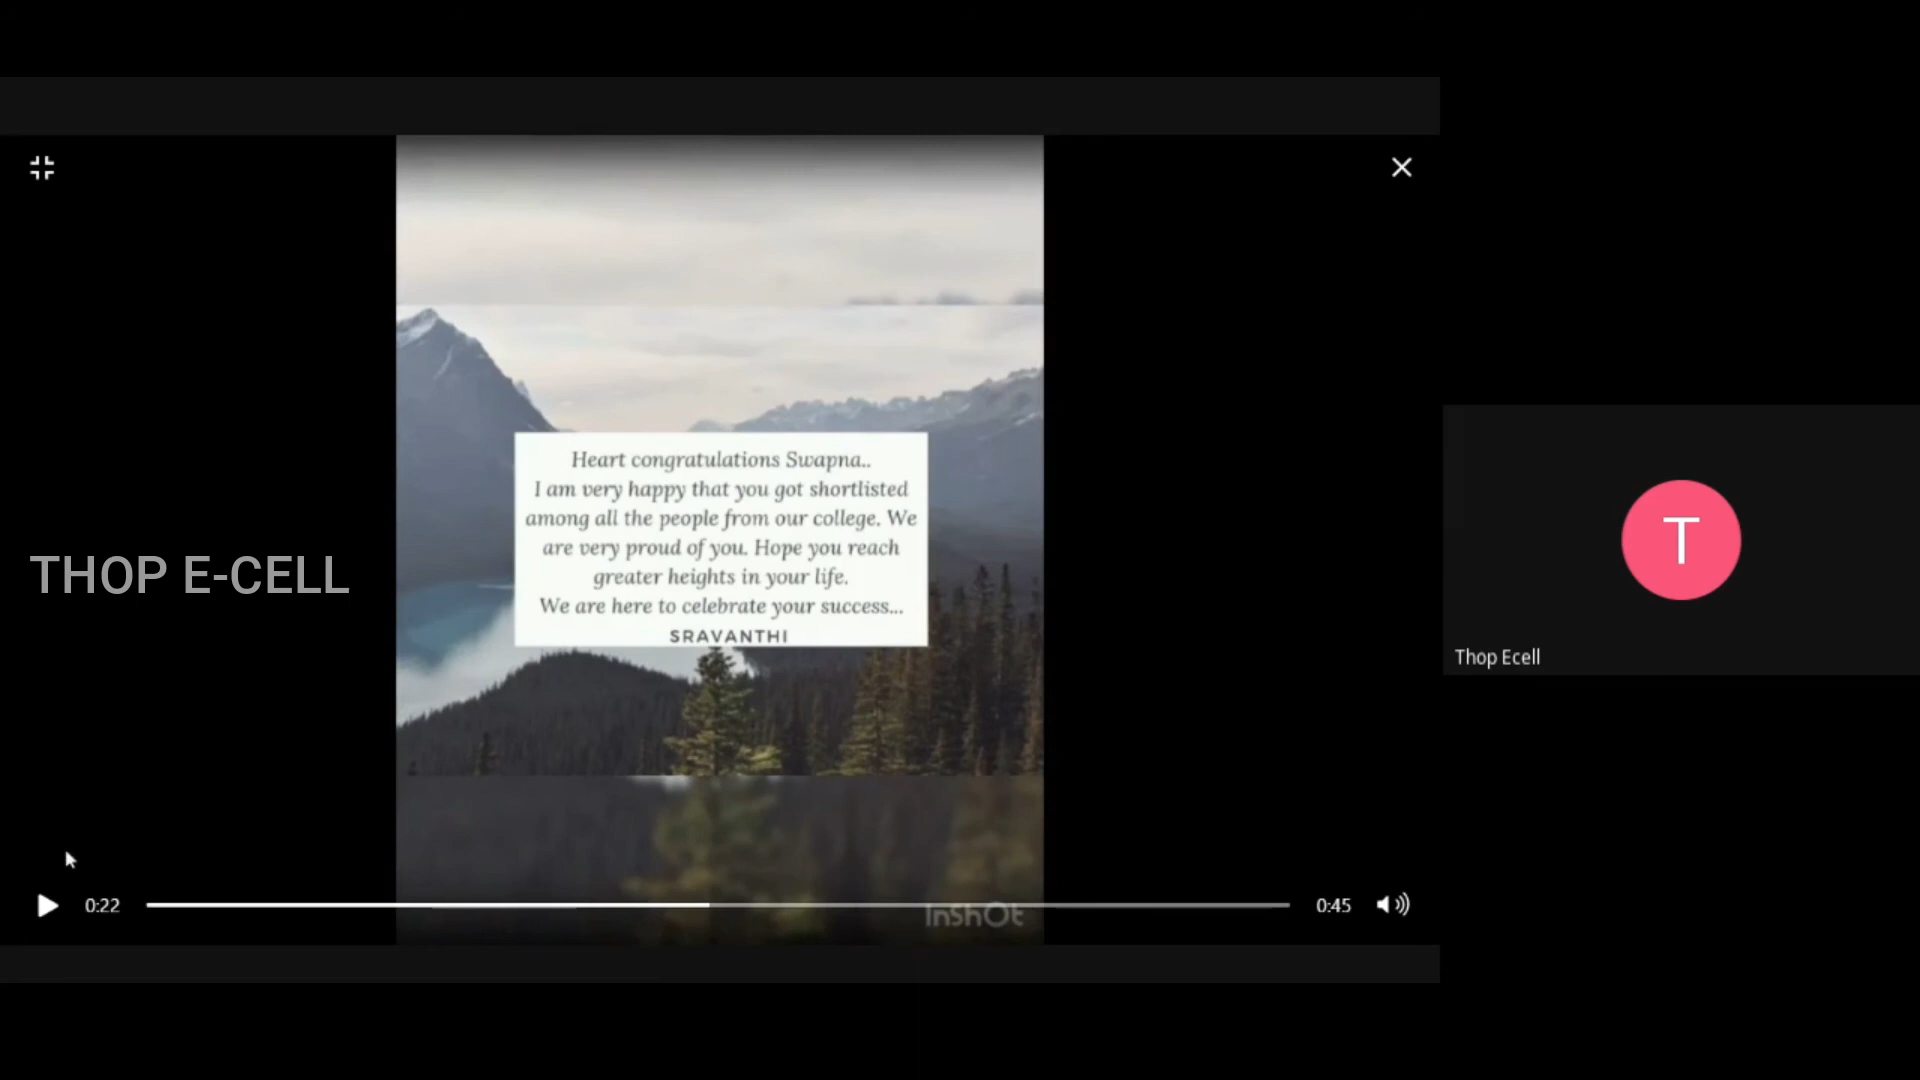 Heart congratulations Swapna..
I am very happy that you got shortlisted
among all the people from our college. We
are very proud of you. Hope you reach
greater heights in your life.
We are here to celebrate your success...
SRAVANTHI
THOP E-CELL
T
Thop Ecell
0:22
0:45
InShOt